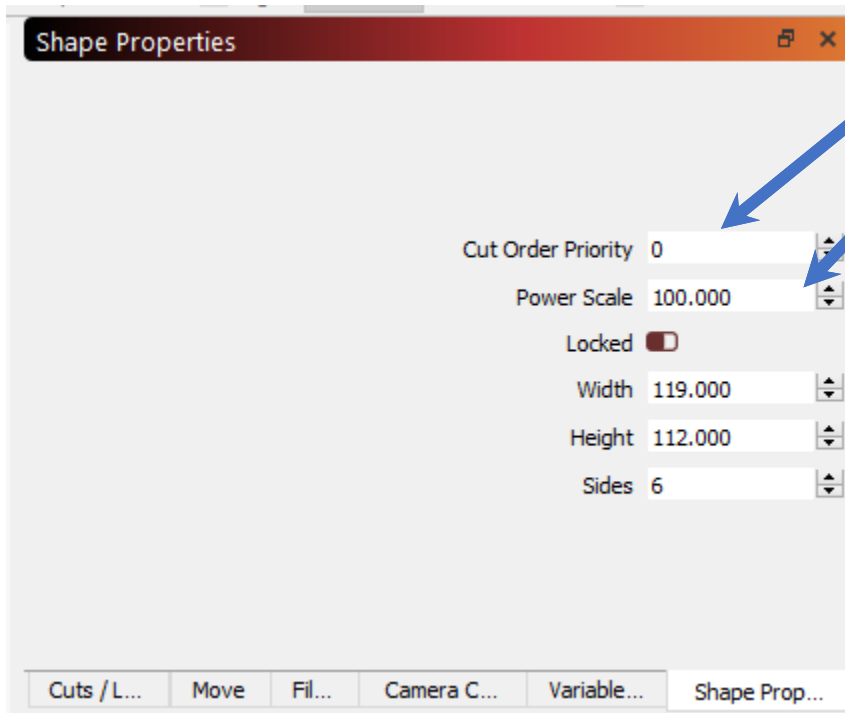 Shape Properties
Cut Order Priority 0
Power Scale 100.000
Locked
Width 119.000
Height 112.000
Sides 6
Cuts / L... Move Fil... Camera C... Variable... Shape Prop...